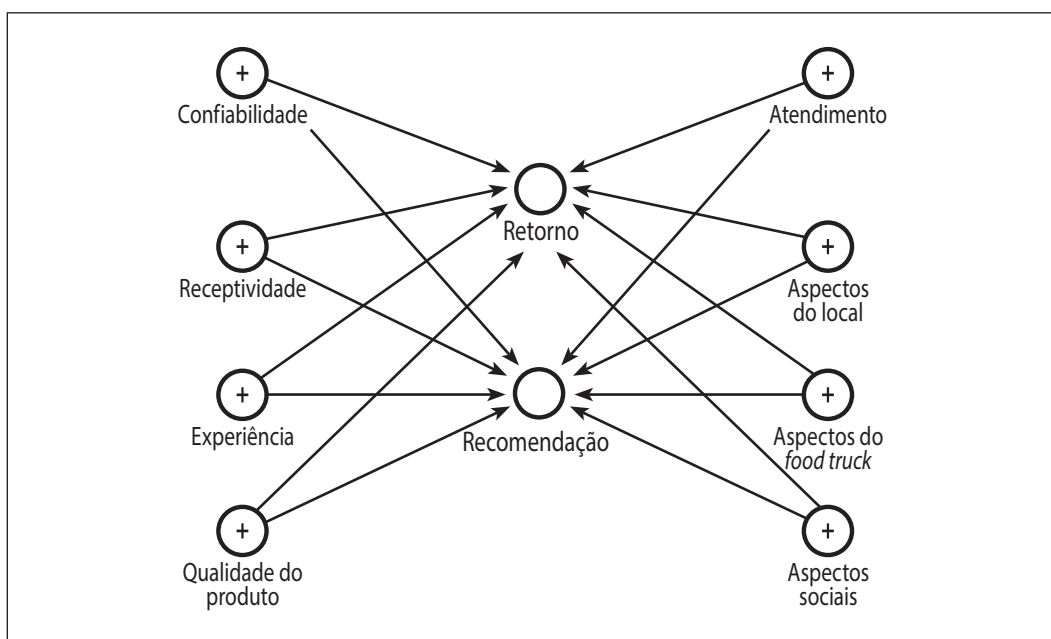 +
Confiabilidade
+
Atendimento
Retorno
+
Receptividade
+
Aspectos
do local
+
Experiência
Recomendação
+
Aspectos do
food truck
+
Qualidade do
produto
+
Aspectos
sociais